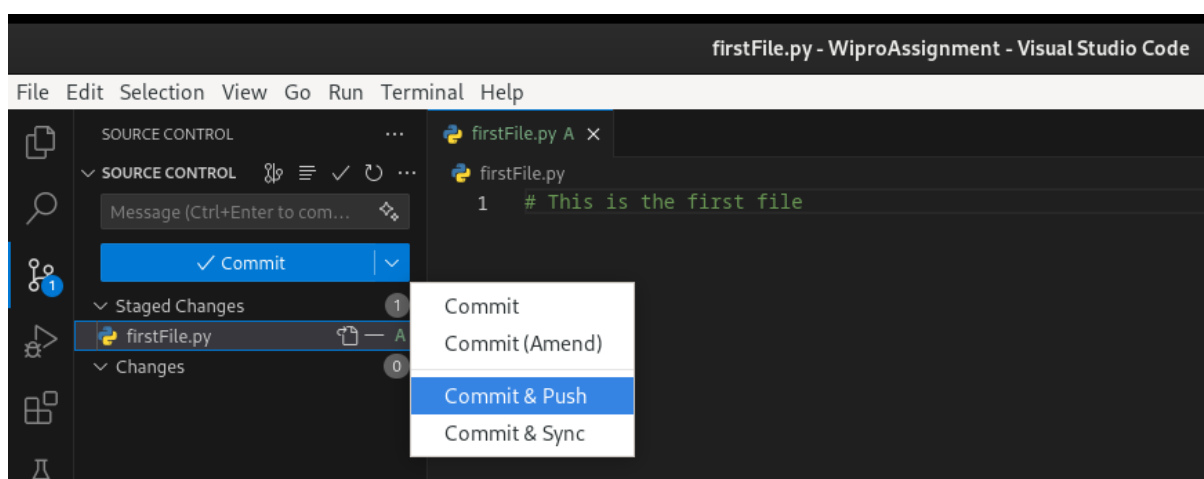 firstFile.py - WiproAssignment - Visual Studio Code
File Edit Selection View Go Run Terminal Help
SOURCE CONTROL
SOURCE CONTROL
Message (Ctrl+Enter to com...
Commit
Staged Changes 1
firstFile.py A
Changes 0
1
Commit
Commit (Amend)
Commit & Push
Commit & Sync
firstFile.py A
firstFile.py
1 # This is the first file